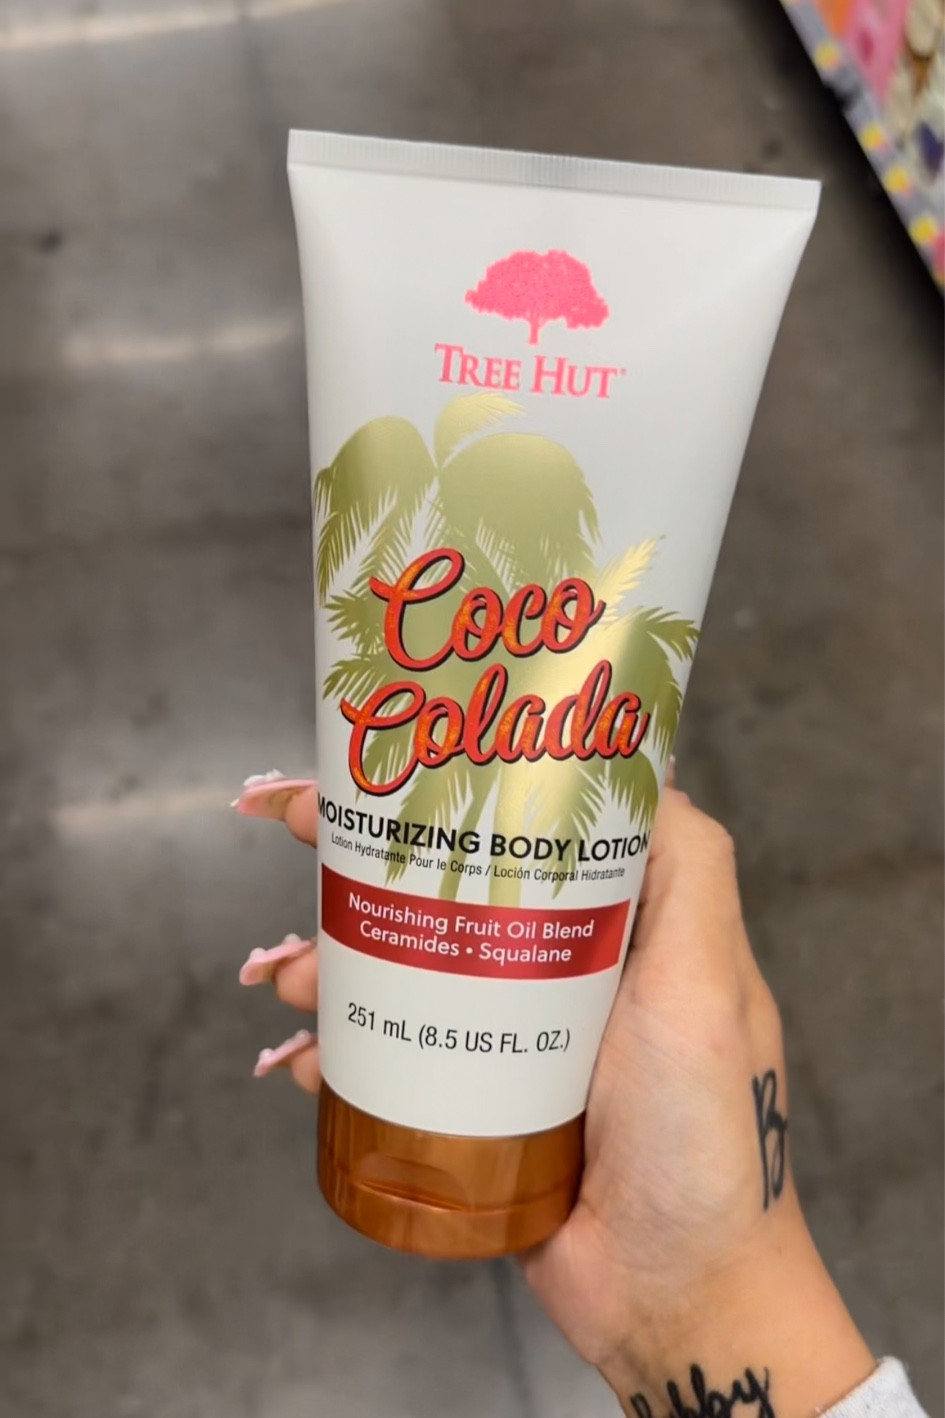 TREE HUT
Coco
Colada
MOISTURIZING BODY LOTION
Lotion Hydratante Pour le Corps / Loción Corporal Hidratante
Nourishing Fruit Oil Blend
Ceramides • Squalane
251 mL (8.5 US FL. OZ.)
B